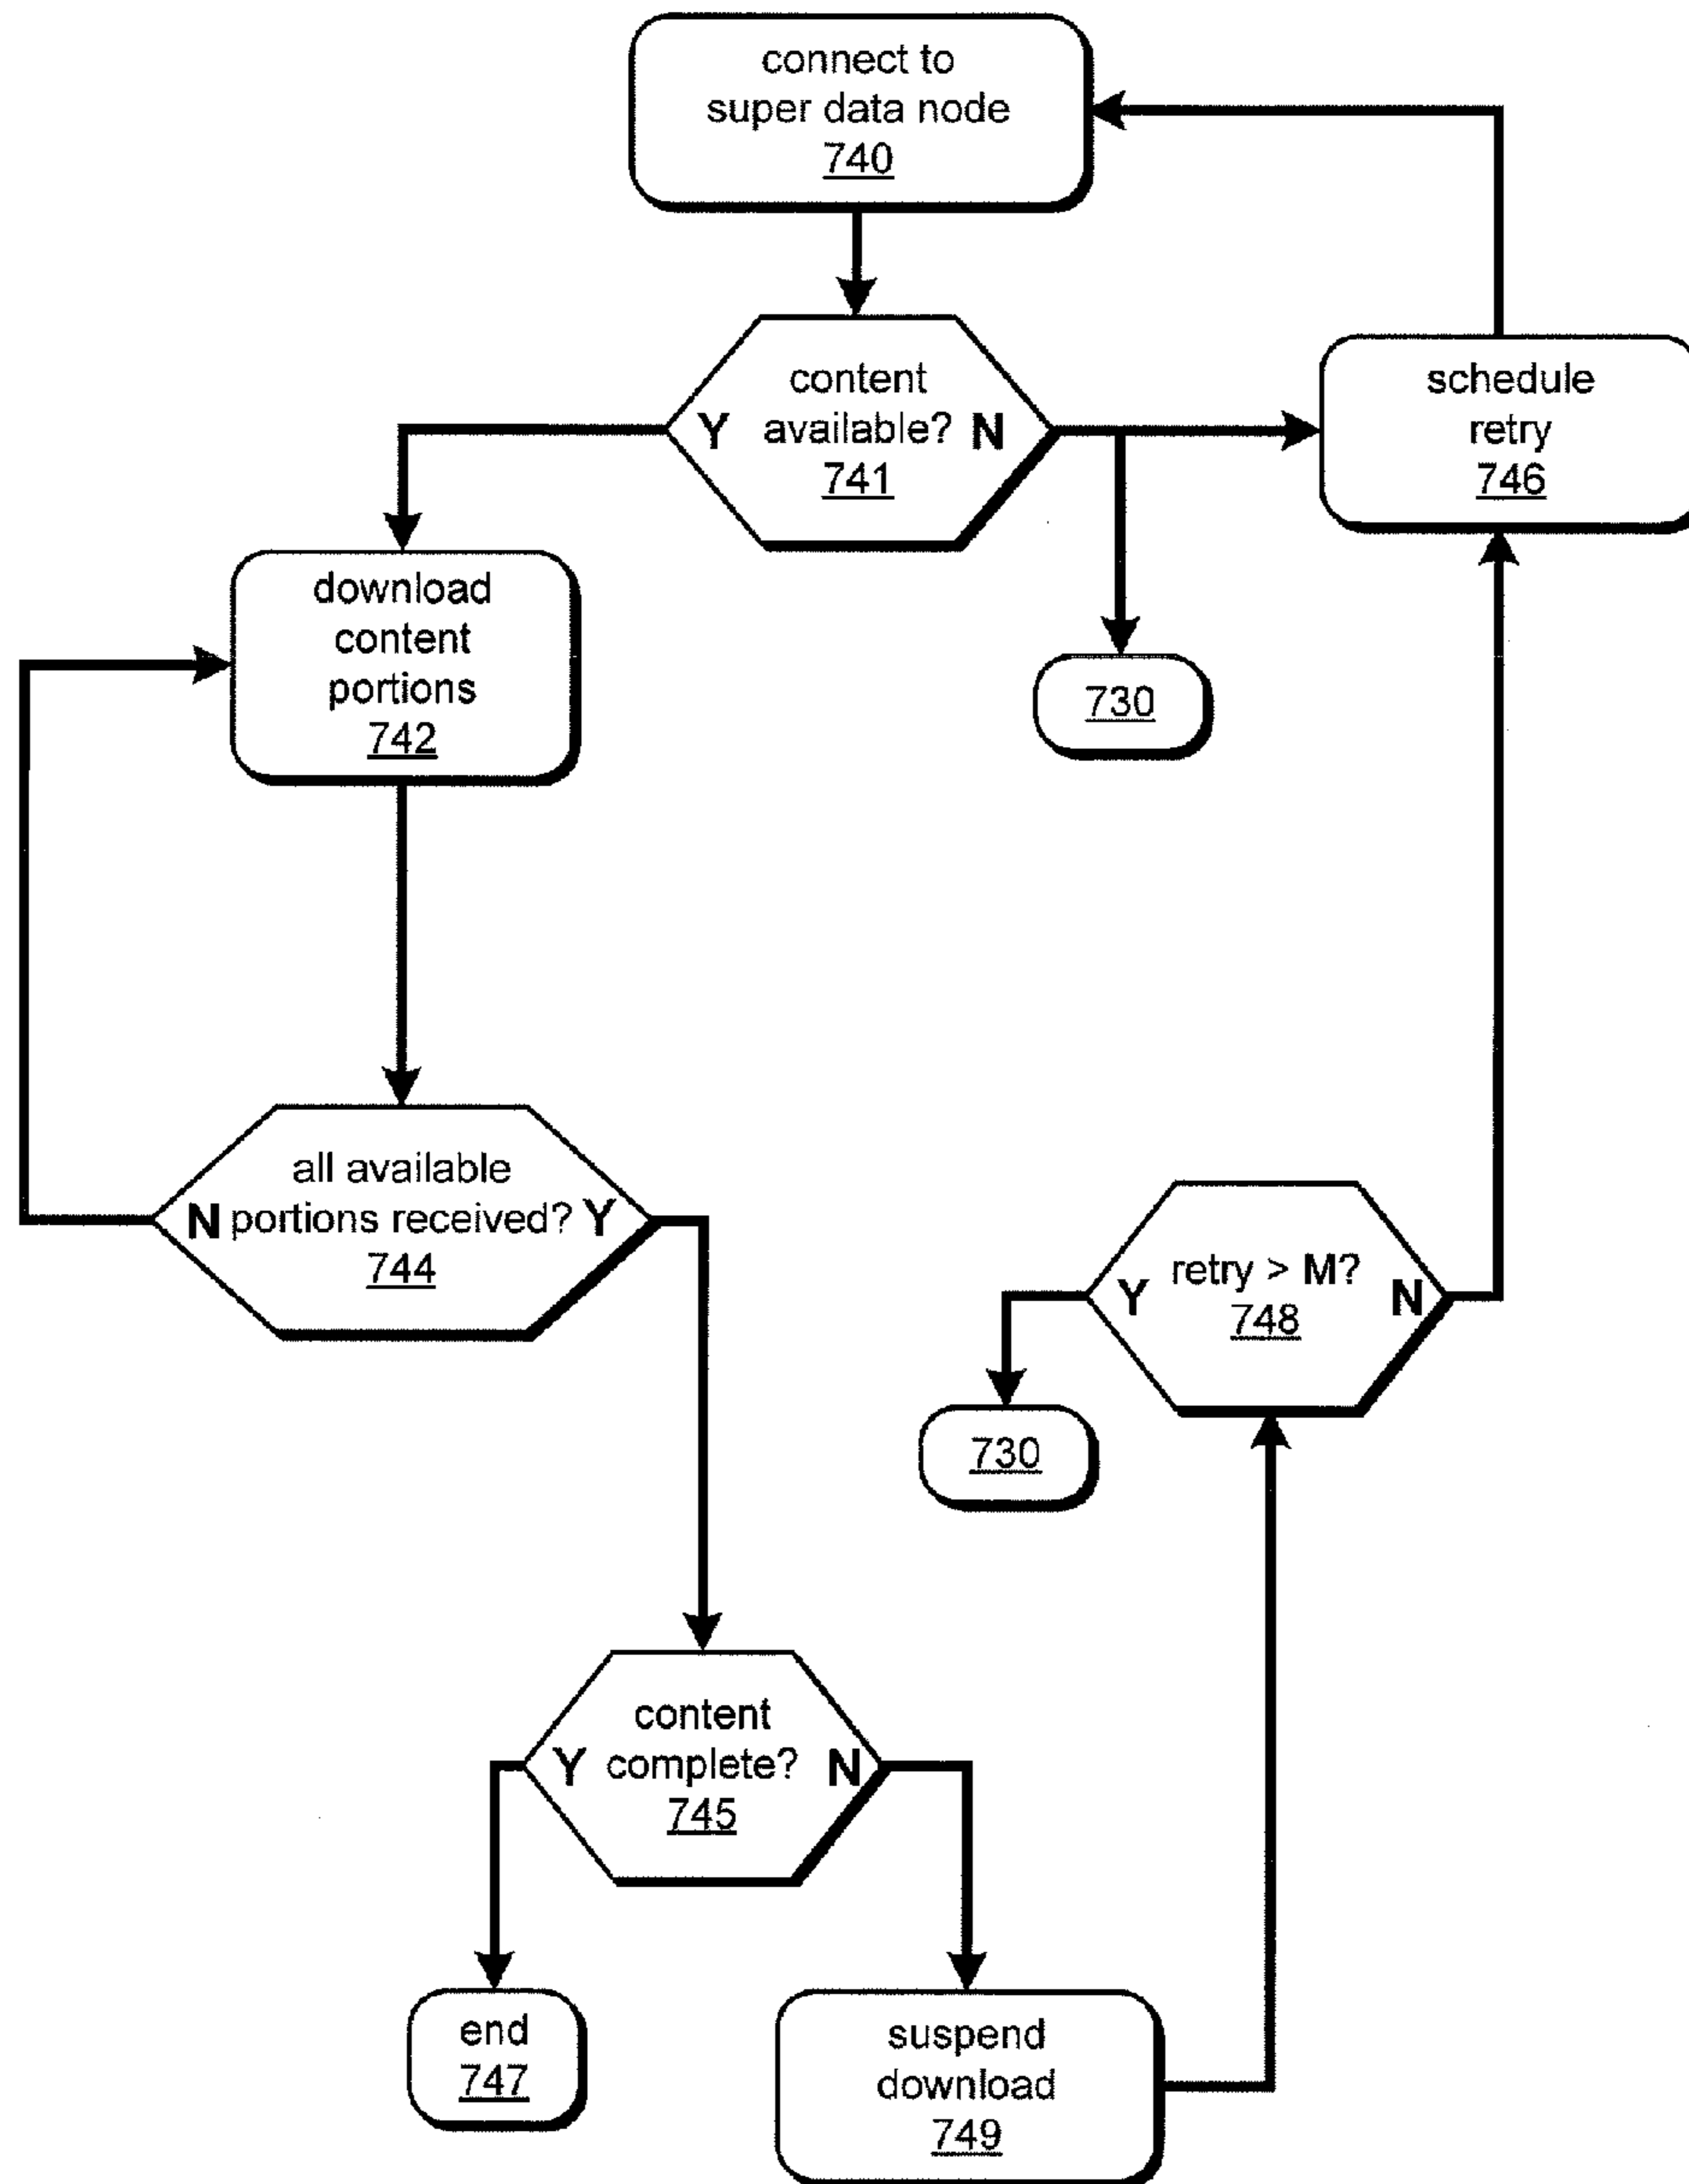 connect to
super data node
740
content
Y available? N
741
schedule
retry
746
download
content
portions
742
730
all available
N portions received? Y
744
retry > M?
Y N
748
730
content
Y complete? N
745
end
747
suspend
download
749